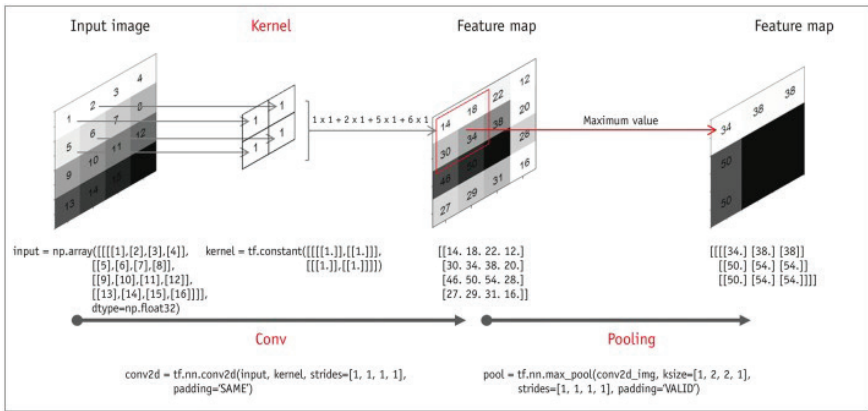 Input image
Kernel
Feature map
Feature map
1 2 3 4
5 6 7 8
9 10 11 12
13 14 15
1 1
1 1
1 x 1 + 2 x 1 + 5 x 1 + 6 x 1
14 18 22 12
30 34 38 20
46 50 28
27 29 31 16
Maximum value
34 38 38
50
50
input = np.array([[[[[1],[2],[3],[4]],
[[5],[6],[7],[8]],
[[9],[10],[11],[12]],
[[13],[14],[15],[16]]]],
dtype=np.float32)
kernel = tf.constant([[[[1.]],[[1.]]],
[[[1.]],[[1.]]]]])
[[14. 18. 22. 12.]
[30. 34. 38. 20.]
[46. 50. 54. 28.]
[27. 29. 31. 16.]]
[[[[34.] [38.] [38]]
[[50.] [54.] [54.]]
[[50.] [54.] [54.]]]]
Conv
Pooling
conv2d = tf.nn.conv2d(input, kernel, strides=[1, 1, 1, 1],
padding='SAME')
pool = tf.nn.max_pool(conv2d_img, ksize=[1, 2, 2, 1],
strides=[1, 1, 1, 1], padding='VALID')